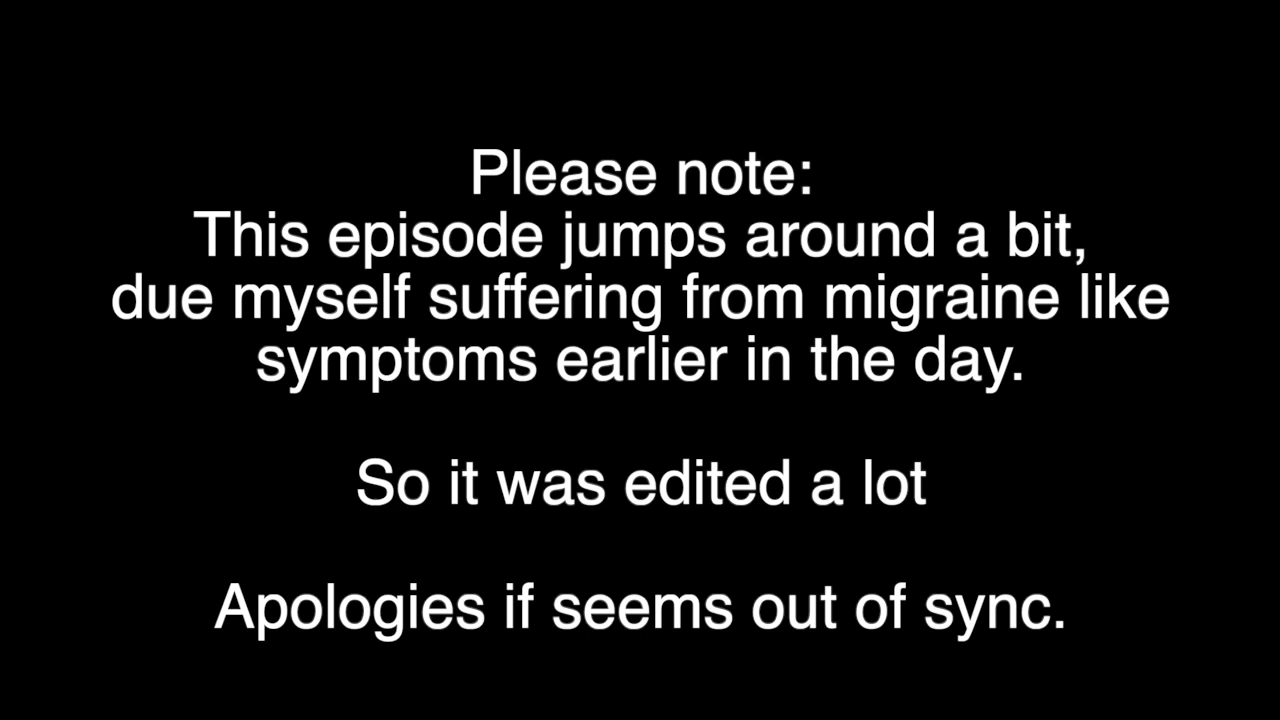 Please note:
This episode jumps around a bit,
due myself suffering from migraine like
symptoms earlier in the day.
So it was edited a lot
Apologies if seems out of sync.